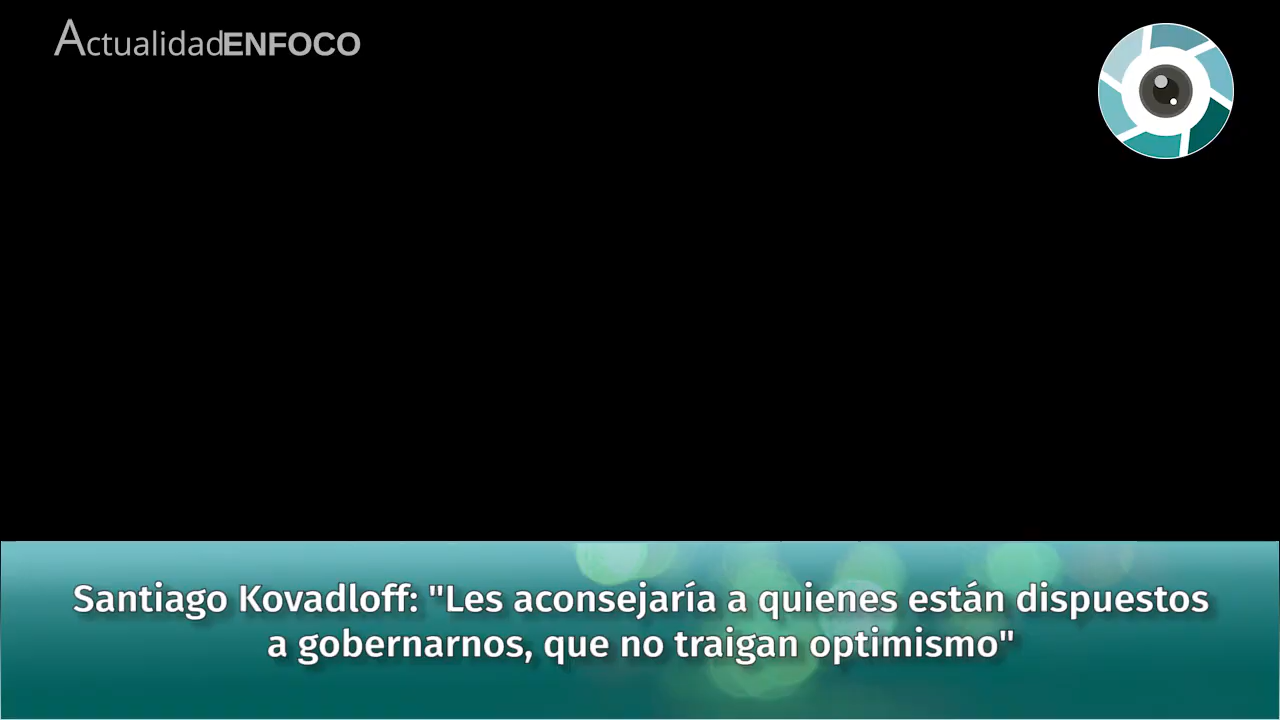 ActualidadENFOCO
Santiago Kovadloff: "Les aconsejaría a quienes están dispuestos
a gobernarnos, que no traigan optimismo"